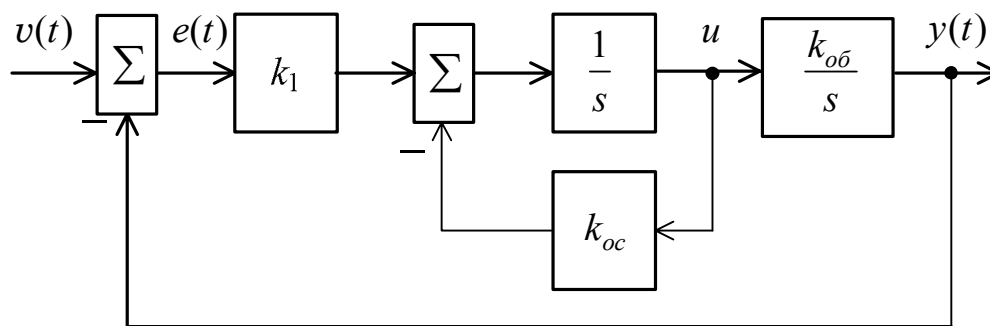 v(t) Σ e(t) k₁ Σ 1/s u k_об/s y(t)
− −
k_ос